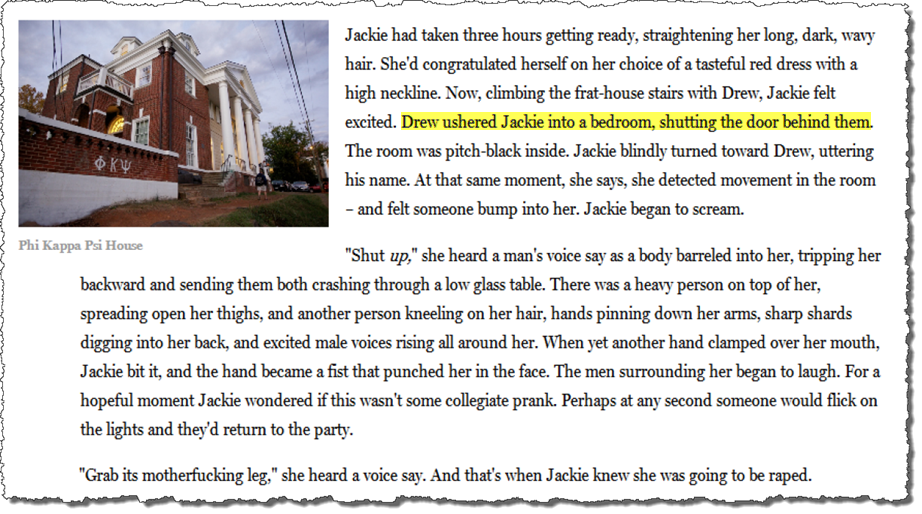 Jackie had taken three hours getting ready, straightening her long, dark, wavy
hair. She'd congratulated herself on her choice of a tasteful red dress with a
high neckline. Now, climbing the frat-house stairs with Drew, Jackie felt
excited. Drew ushered Jackie into a bedroom, shutting the door behind them.
The room was pitch-black inside. Jackie blindly turned toward Drew, uttering
his name. At that same moment, she says, she detected movement in the room
– and felt someone bump into her. Jackie began to scream.
ΦΚΨ
Phi Kappa Psi House
"Shut up," she heard a man's voice say as a body barreled into her, tripping her
backward and sending them both crashing through a low glass table. There was a heavy person on top of her,
spreading open her thighs, and another person kneeling on her hair, hands pinning down her arms, sharp shards
digging into her back, and excited male voices rising all around her. When yet another hand clamped over her mouth,
Jackie bit it, and the hand became a fist that punched her in the face. The men surrounding her began to laugh. For a
hopeful moment Jackie wondered if this wasn't some collegiate prank. Perhaps at any second someone would flick on
the lights and they'd return to the party.
"Grab its motherfucking leg," she heard a voice say. And that's when Jackie knew she was going to be raped.